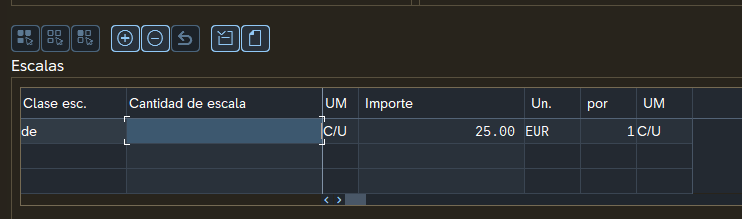 Escalas
Clase esc. Cantidad de escala UM Importe Un. por UM
de C/U 25.00 EUR 1 C/U